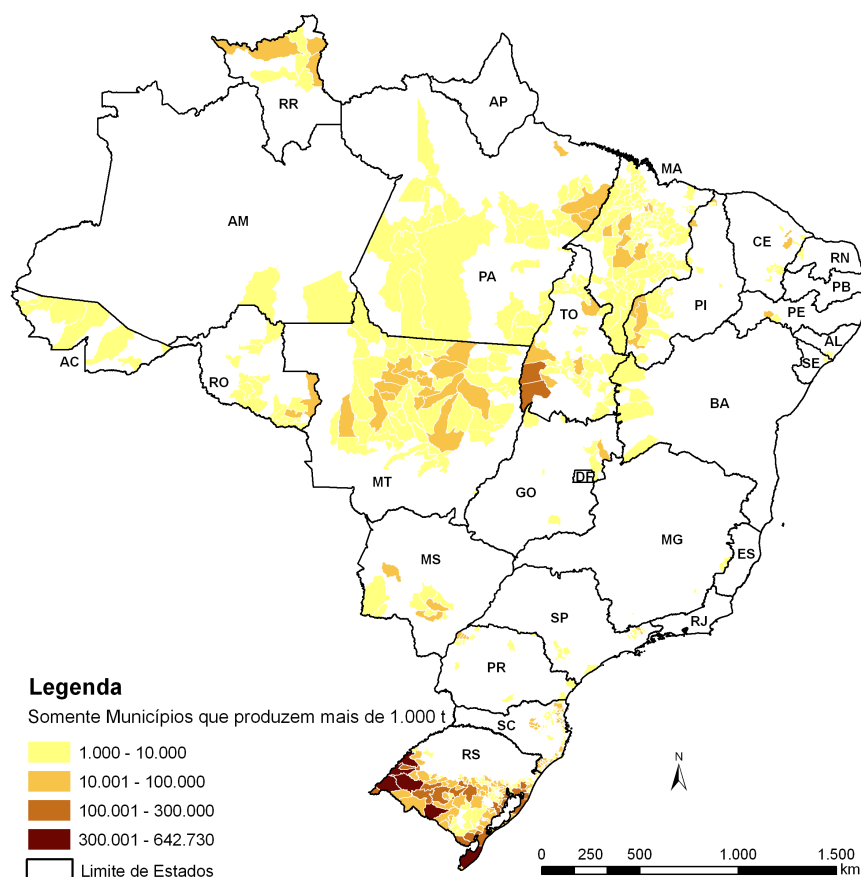 RR
AP
AM
PA
MA
CE
RN
PB
PE
AL
SE
PI
TO
AC
RO
BA
MT
GO
DF
MG
ES
MS
SP
RJ
PR
SC
RS
Legenda
Somente Municípios que produzem mais de 1.000 t
1.000 - 10.000
10.001 - 100.000
100.001 - 300.000
300.001 - 642.730
Limite de Estados
N
0 250 500 1.000 1.500
km